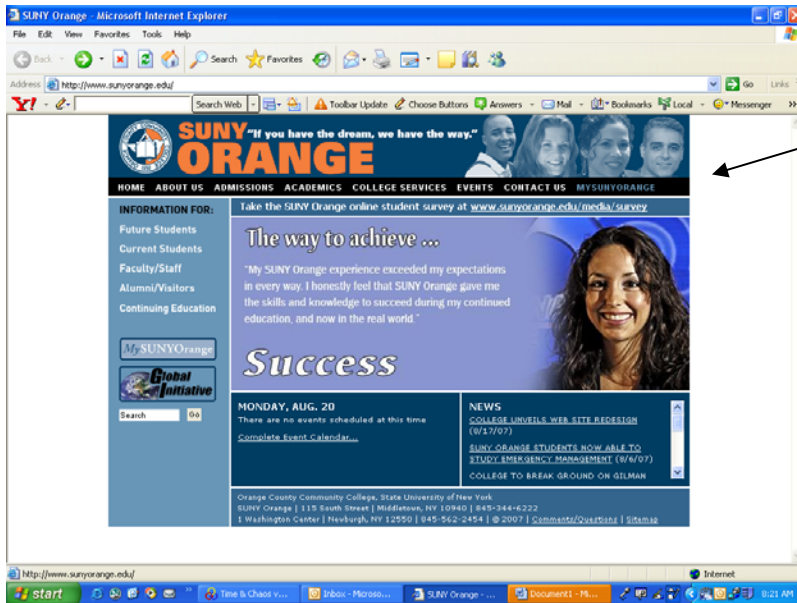 SUNY Orange - Microsoft Internet Explorer
File Edit View Favorites Tools Help
Back Search Favorites
Address http://www.sunyorange.edu/ Go Links
Y! Search Web Toolbar Update Choose Buttons Answers Mail Bookmarks Local Messenger
SUNY "If you have the dream, we have the way."
ORANGE
HOME ABOUT US ADMISSIONS ACADEMICS COLLEGE SERVICES EVENTS CONTACT US MYSUNYORANGE
INFORMATION FOR:
Future Students
Current Students
Faculty/Staff
Alumni/Visitors
Continuing Education
MySUNYOrange
Global Initiative
Search GO
Take the SUNY Orange online student survey at www.sunyorange.edu/media/survey
The way to achieve ...
"My SUNY Orange experience exceeded my expectations
in every way. I honestly feel that SUNY Orange gave me
the skills and knowledge to succeed during my continued
education, and now in the real world."
Success
MONDAY, AUG. 20
There are no events scheduled at this time
Complete Event Calendar...
NEWS
COLLEGE UNVEILS WEB SITE REDESIGN
(8/17/07)
SUNY ORANGE STUDENTS NOW ABLE TO
STUDY EMERGENCY MANAGEMENT (8/6/07)
COLLEGE TO BREAK GROUND ON GILMAN
Orange County Community College, State University of New York
SUNY Orange | 115 South Street | Middletown, NY 10940 | 845-344-6222
1 Washington Center | Newburgh, NY 12550 | 845-562-2454 | @ 2007 | Comments/Questions | Sitemap
http://www.sunyorange.edu/ Internet
start Time & Chaos v... Inbox - Microso... SUNY Orange - ... Document1 - M... 8:21 AM